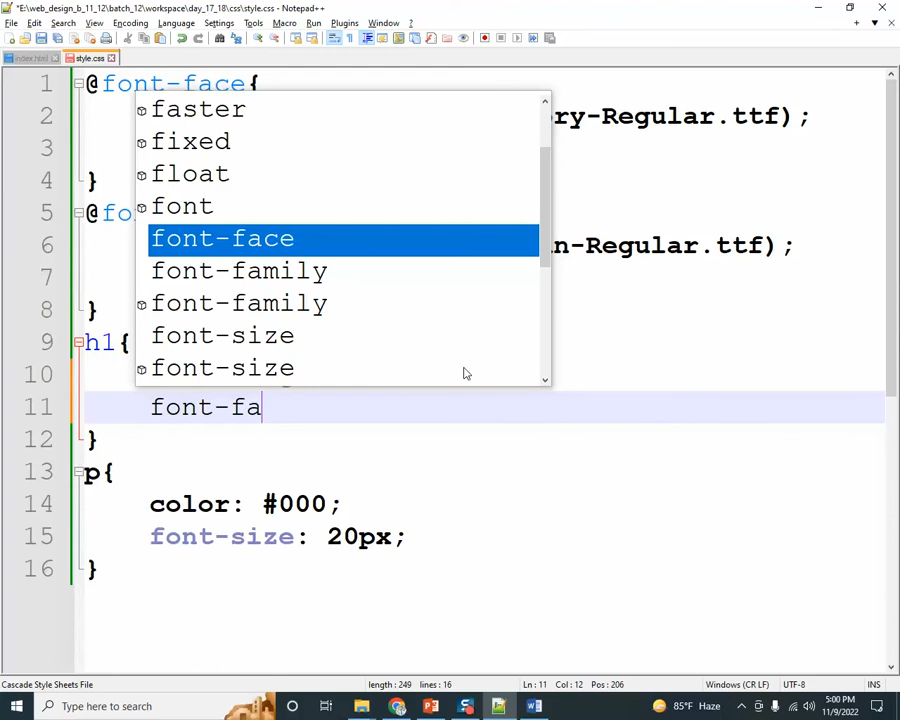 *E:\web_design_b_11_12\batch_12\workspace\day_17_18\css\style.css - Notepad++
File Edit Search View Encoding Language Settings Tools Macro Run Plugins Window ?
index.html style.css
1 @font-face{
faster
2 ry-Regular.ttf);
3 fixed
4 } float
5 @fo font
6 font-face n-Regular.ttf);
7 font-family
8 } font-family
9 h1{ font-size
10 font-size
11 font-fa
12 }
13 p{
14 color: #000;
15 font-size: 20px;
16 }
Cascade Style Sheets File length : 249 lines : 16 Ln : 11 Col : 12 Pos : 206 Windows (CR LF) UTF-8 INS
Type here to search 85°F Haze 5:00 PM
11/9/2022